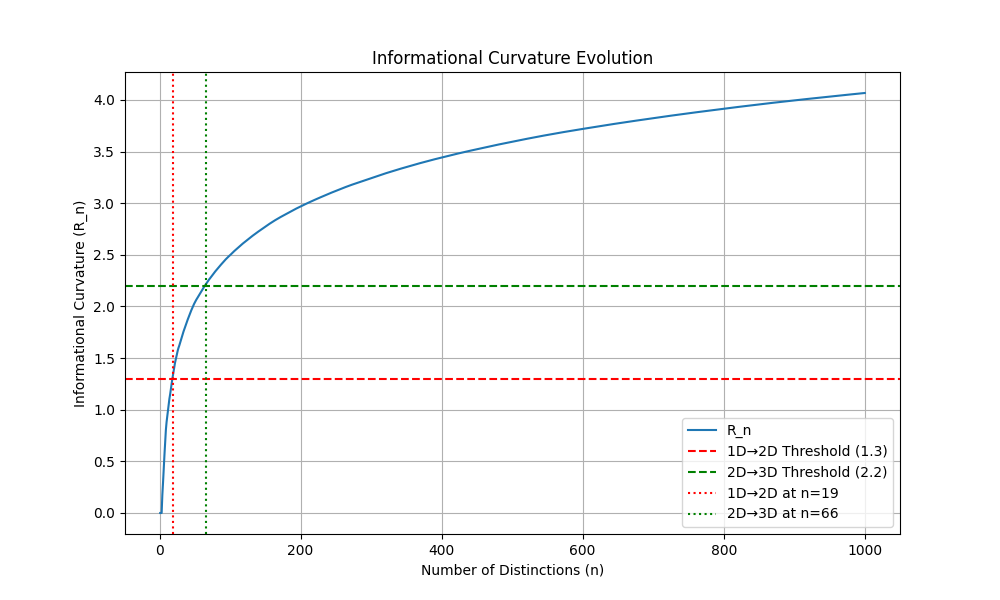 Informational Curvature Evolution
Informational Curvature (R_n)
4.0
3.5
3.0
2.5
2.0
1.5
1.0
0.5
0.0
R_n
1D→2D Threshold (1.3)
2D→3D Threshold (2.2)
1D→2D at n=19
2D→3D at n=66
0 200 400 600 800 1000
Number of Distinctions (n)